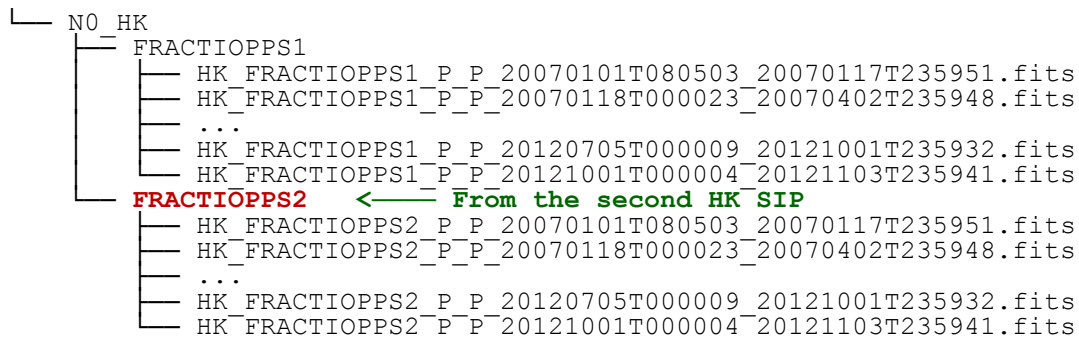 └── N0_HK
    ├── FRACTIOPPS1
    │   ├── HK_FRACTIOPPS1_P_P_20070101T080503_20070117T235951.fits
    │   ├── HK_FRACTIOPPS1_P_P_20070118T000023_20070402T235948.fits
    │   ├── ...
    │   ├── HK_FRACTIOPPS1_P_P_20120705T000009_20121001T235932.fits
    │   └── HK_FRACTIOPPS1_P_P_20121001T000004_20121103T235941.fits
    └── FRACTIOPPS2   <──── From the second HK SIP
        ├── HK_FRACTIOPPS2_P_P_20070101T080503_20070117T235951.fits
        ├── HK_FRACTIOPPS2_P_P_20070118T000023_20070402T235948.fits
        ├── ...
        ├── HK_FRACTIOPPS2_P_P_20120705T000009_20121001T235932.fits
        └── HK_FRACTIOPPS2_P_P_20121001T000004_20121103T235941.fits